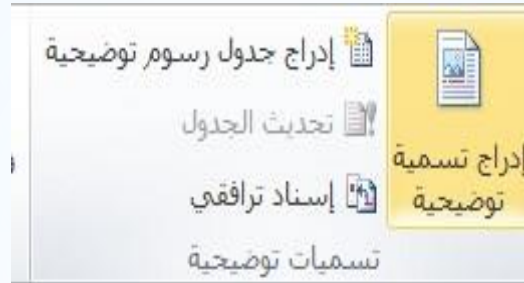 إدراج تسمية
توضيحية
إدراج جدول رسوم توضيحية
تحديث الجدول
إسناد ترافقي
تسميات توضيحية